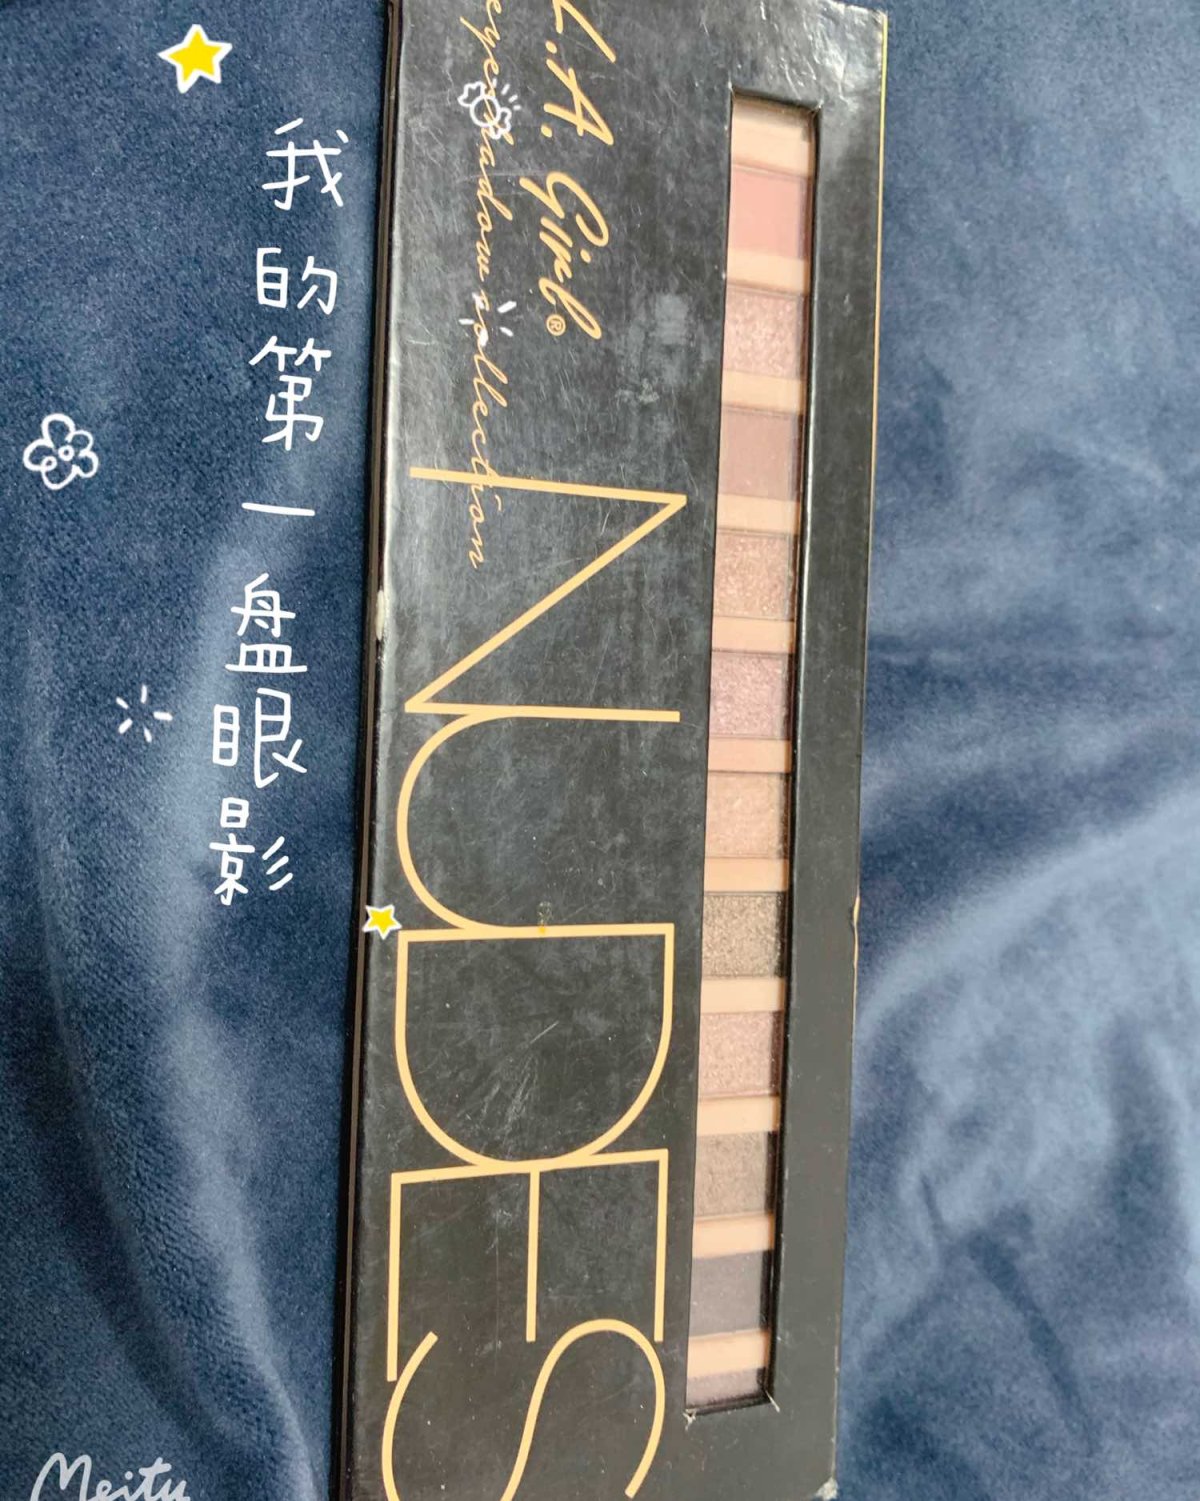 我的第一盘眼影
L.A. Girl®
eyeshadow collection
NUDES
Meitu